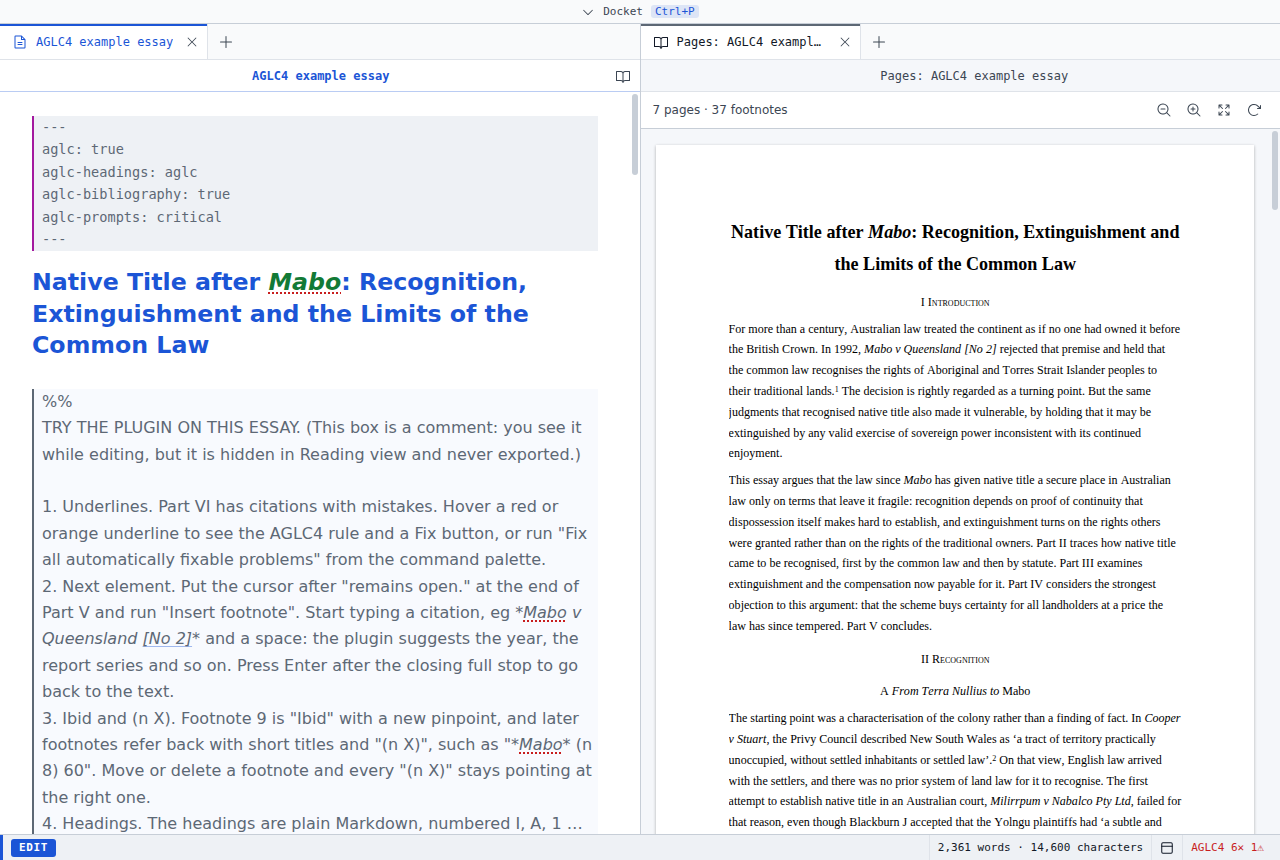 Docket Ctrl+P
AGLC4 example essay
Pages: AGLC4 exampl…
AGLC4 example essay
Pages: AGLC4 example essay
7 pages · 37 footnotes
---
aglc: true
aglc-headings: aglc
aglc-bibliography: true
aglc-prompts: critical
---
Native Title after Mabo: Recognition,
Extinguishment and the Limits of the
Common Law
%%
TRY THE PLUGIN ON THIS ESSAY. (This box is a comment: you see it
while editing, but it is hidden in Reading view and never exported.)
1. Underlines. Part VI has citations with mistakes. Hover a red or
orange underline to see the AGLC4 rule and a Fix button, or run "Fix
all automatically fixable problems" from the command palette.
2. Next element. Put the cursor after "remains open." at the end of
Part V and run "Insert footnote". Start typing a citation, eg *Mabo v
Queensland [No 2]* and a space: the plugin suggests the year, the
report series and so on. Press Enter after the closing full stop to go
back to the text.
3. Ibid and (n X). Footnote 9 is "Ibid" with a new pinpoint, and later
footnotes refer back with short titles and "(n X)", such as "*Mabo* (n
8) 60". Move or delete a footnote and every "(n X)" stays pointing at
the right one.
4. Headings. The headings are plain Markdown, numbered I, A, 1 ...
Native Title after Mabo: Recognition, Extinguishment and
the Limits of the Common Law
I Introduction
For more than a century, Australian law treated the continent as if no one had owned it before
the British Crown. In 1992, Mabo v Queensland [No 2] rejected that premise and held that
the common law recognises the rights of Aboriginal and Torres Strait Islander peoples to
their traditional lands.1 The decision is rightly regarded as a turning point. But the same
judgments that recognised native title also made it vulnerable, by holding that it may be
extinguished by any valid exercise of sovereign power inconsistent with its continued
enjoyment.
This essay argues that the law since Mabo has given native title a secure place in Australian
law only on terms that leave it fragile: recognition depends on proof of continuity that
dispossession itself makes hard to establish, and extinguishment turns on the rights others
were granted rather than on the rights of the traditional owners. Part II traces how native title
came to be recognised, first by the common law and then by statute. Part III examines
extinguishment and the compensation now payable for it. Part IV considers the strongest
objection to this argument: that the scheme buys certainty for all landholders at a price the
law has since tempered. Part V concludes.
II Recognition
A From Terra Nullius to Mabo
The starting point was a characterisation of the colony rather than a finding of fact. In Cooper
v Stuart, the Privy Council described New South Wales as ‘a tract of territory practically
unoccupied, without settled inhabitants or settled law’.2 On that view, English law arrived
with the settlers, and there was no prior system of land law for it to recognise. The first
attempt to establish native title in an Australian court, Milirrpum v Nabalco Pty Ltd, failed for
that reason, even though Blackburn J accepted that the Yolngu plaintiffs had ‘a subtle and
EDIT
2,361 words · 14,600 characters
AGLC4 6× 1⚠